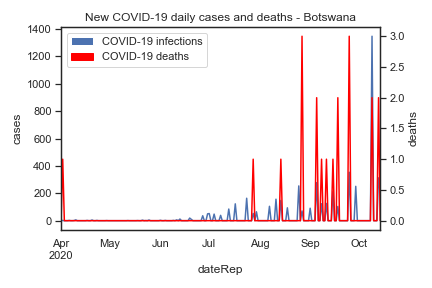 New COVID-19 daily cases and deaths - Botswana
COVID-19 infections
COVID-19 deaths
1400
1200
1000
800
600
400
200
0
cases
3.0
2.5
2.0
1.5
1.0
0.5
0.0
deaths
Apr May Jun Jul Aug Sep Oct
2020
dateRep